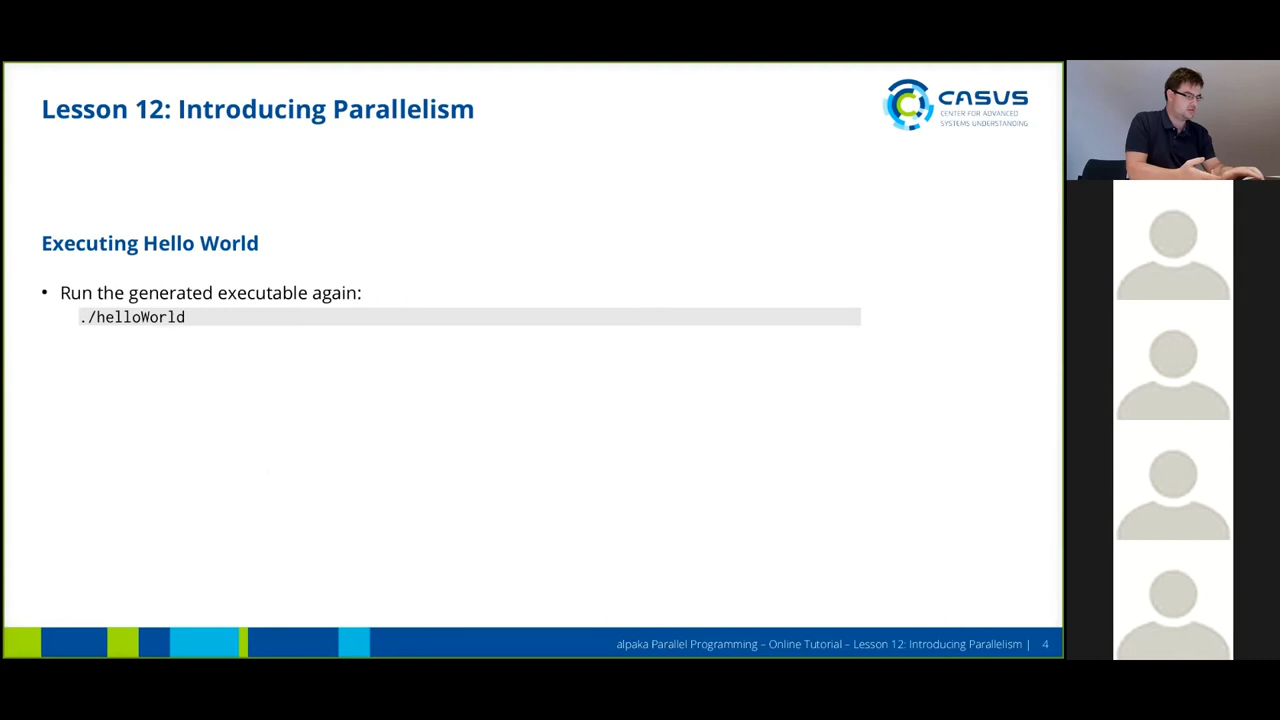 Lesson 12: Introducing Parallelism
CASUS
CENTER FOR ADVANCED
SYSTEMS UNDERSTANDING
Executing Hello World
• Run the generated executable again:
./helloWorld
alpaka Parallel Programming – Online Tutorial – Lesson 12: Introducing Parallelism | 4